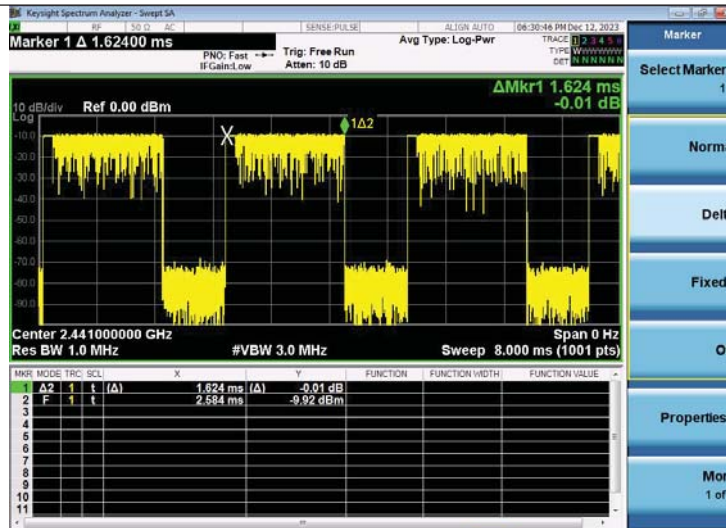 Keysight Spectrum Analyzer - Swept SA
RF 50 Ω AC SENSE:PULSE ALIGN AUTO 06:30:46 PM Dec 12, 2023
Marker 1 Δ 1.62400 ms
PNO: Fast
IFGain:Low
Trig: Free Run
Atten: 10 dB
Avg Type: Log-Pwr
TRACE 1 2 3 4 5 6
TYPE WWWWWW
DET N N N N N N
ΔMkr1 1.624 ms
-0.01 dB
10 dB/div Ref 0.00 dBm
Log
1Δ2
X
-10.0
-20.0
-30.0
-40.0
-50.0
-60.0
-70.0
-80.0
-90.0
Center 2.441000000 GHz Span 0 Hz
Res BW 1.0 MHz #VBW 3.0 MHz Sweep 8.000 ms (1001 pts)
MKR MODE TRC SCL X Y FUNCTION FUNCTION WIDTH FUNCTION VALUE
1 Δ2 1 t (Δ) 1.624 ms (Δ) -0.01 dB
2 F 1 t 2.584 ms -9.92 dBm
3
4
5
6
7
8
9
10
11
Marker
Select Marker
1
Norma
Delt
Fixed
O
Properties
Mor
1 of